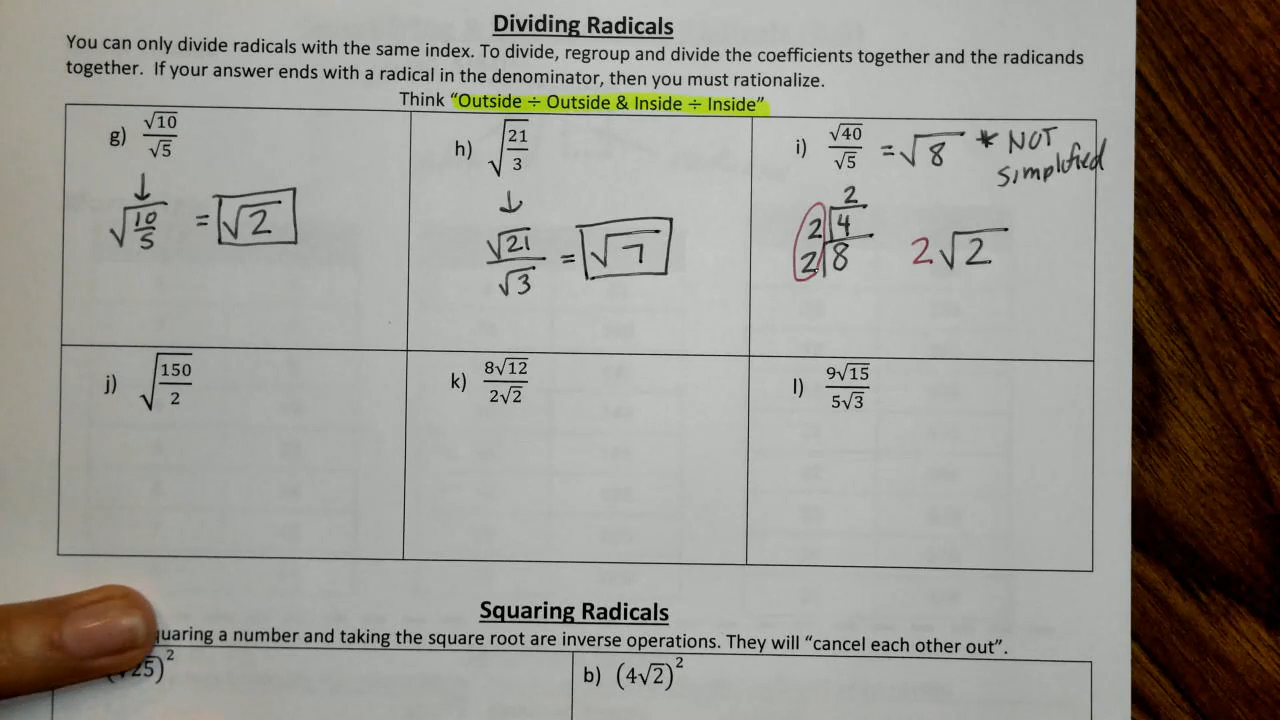 Dividing Radicals
You can only divide radicals with the same index. To divide, regroup and divide the coefficients together and the radicands
together. If your answer ends with a radical in the denominator, then you must rationalize.
Think "Outside ÷ Outside & Inside ÷ Inside"
g) √10/√5
↓
√(10/5) = √2
h) √(21/3)
↓
√21/√3 = √7
i) √40/√5 = √8 * NOT
simplified
2
2 4
2 8 2√2
j) √(150/2)
k) 8√12/2√2
l) 9√15/5√3
Squaring Radicals
quaring a number and taking the square root are inverse operations. They will "cancel each other out".
(√25)²
b) (4√2)²